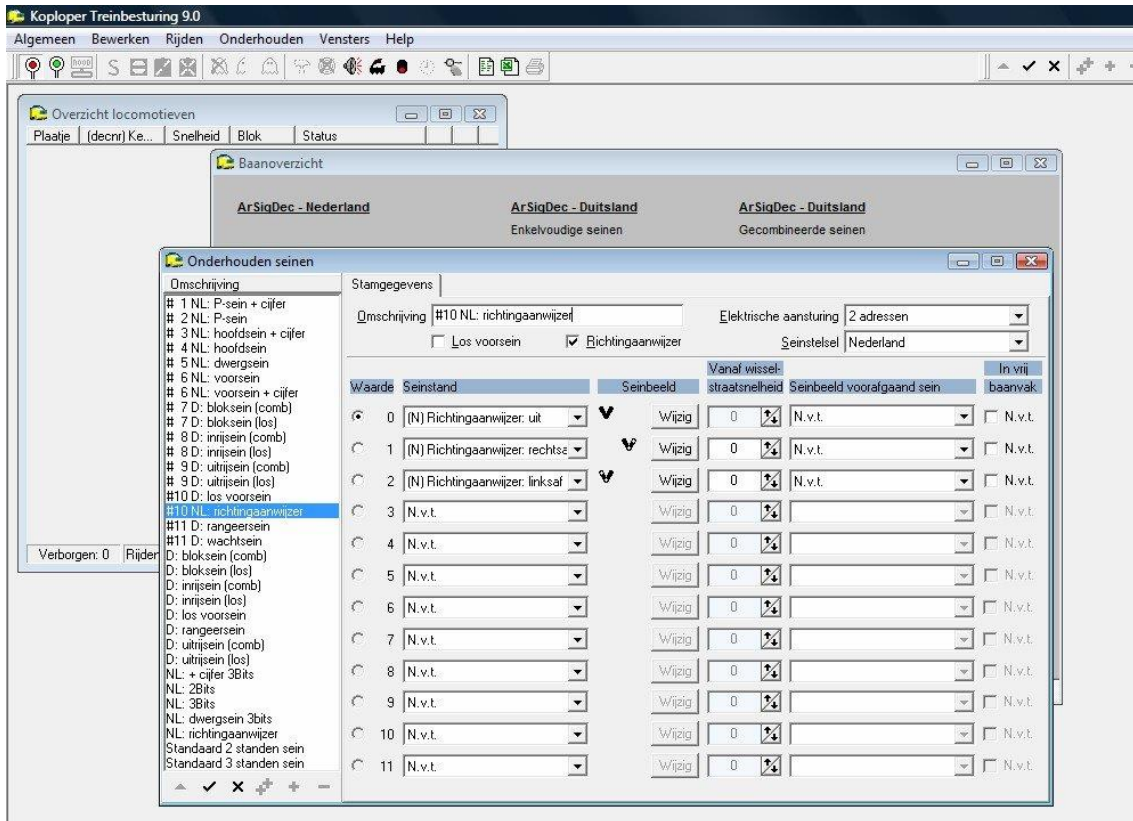 Koploper Treinbesturing 9.0
Algemeen Bewerken Rijden Onderhouden Vensters Help
Overzicht locomotieven
Plaatje (decnr) Ke... Snelheid Blok Status
Baanoverzicht
ArSigDec - Nederland ArSigDec - Duitsland ArSigDec - Duitsland
Enkelvoudige seinen Gecombineerde seinen
Verborgen: 0 Rijder
Onderhouden seinen
Omschrijving
# 1 NL: P-sein + cijfer
# 2 NL: P-sein
# 3 NL: hoofdsein + cijfer
# 4 NL: hoofdsein
# 5 NL: dwergsein
# 6 NL: voorsein
# 6 NL: voorsein + cijfer
# 7 D: bloksein (comb)
# 7 D: bloksein (los)
# 8 D: inrijsein (comb)
# 8 D: inrijsein (los)
# 9 D: uitrijsein (comb)
# 9 D: uitrijsein (los)
#10 D: los voorsein
#10 NL: richtingaanwijzer
#11 D: rangeersein
#11 D: wachtsein
D: bloksein (comb)
D: bloksein (los)
D: inrijsein (comb)
D: inrijsein (los)
D: los voorsein
D: rangeersein
D: uitrijsein (comb)
D: uitrijsein (los)
NL: + cijfer 3Bits
NL: 2Bits
NL: 3Bits
NL: dwergsein 3bits
NL: richtingaanwijzer
Standaard 2 standen sein
Standaard 3 standen sein
Stamgegevens
Omschrijving #10 NL: richtingaanwijzer Elektrische aansturing 2 adressen
Los voorsein Richtingaanwijzer Seinstelsel Nederland
Vanaf wissel- In vrij
Waarde Seinstand Seinbeeld straatsnelheid Seinbeeld voorafgaand sein baanvak
0 (N) Richtingaanwijzer: uit Wijzig 0 N.v.t. N.v.t.
1 (N) Richtingaanwijzer: rechtsa Wijzig 0 N.v.t. N.v.t.
2 (N) Richtingaanwijzer: linksaf Wijzig 0 N.v.t. N.v.t.
3 N.v.t. Wijzig 0 N.v.t.
4 N.v.t. Wijzig 0 N.v.t.
5 N.v.t. Wijzig 0 N.v.t.
6 N.v.t. Wijzig 0 N.v.t.
7 N.v.t. Wijzig 0 N.v.t.
8 N.v.t. Wijzig 0 N.v.t.
9 N.v.t. Wijzig 0 N.v.t.
10 N.v.t. Wijzig 0 N.v.t.
11 N.v.t. Wijzig 0 N.v.t.